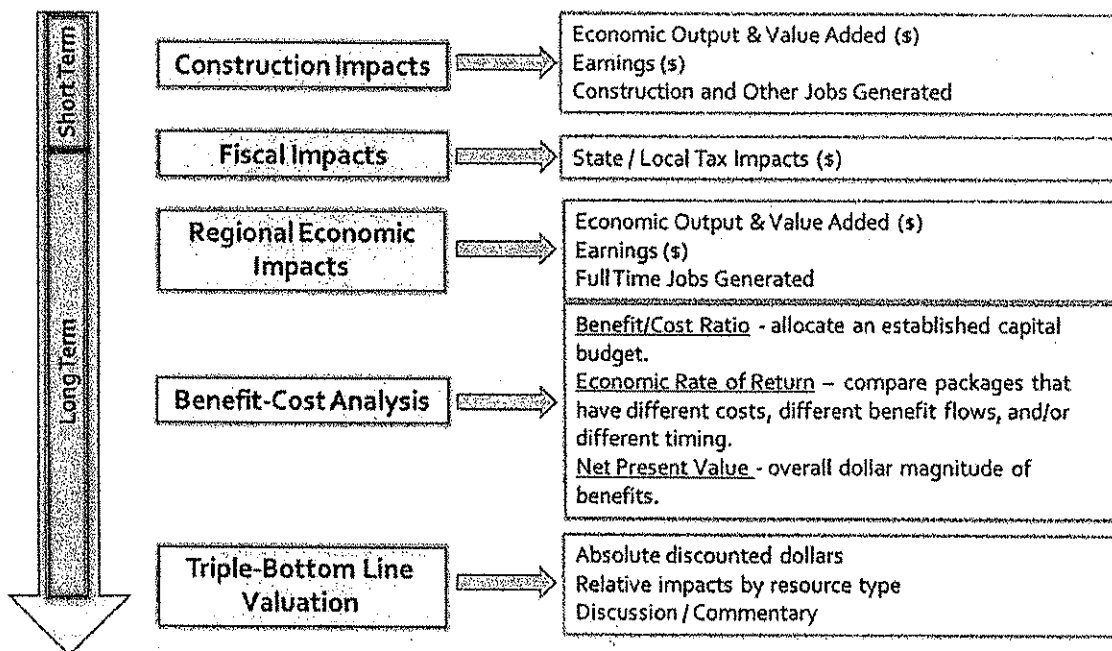 Short Term
Long Term
Construction Impacts
Economic Output & Value Added ($)
Earnings ($)
Construction and Other Jobs Generated
Fiscal Impacts
State / Local Tax Impacts ($)
Regional Economic
Impacts
Economic Output & Value Added ($)
Earnings ($)
Full Time Jobs Generated
Benefit-Cost Analysis
Benefit/Cost Ratio - allocate an established capital
budget.
Economic Rate of Return – compare packages that
have different costs, different benefit flows, and/or
different timing.
Net Present Value - overall dollar magnitude of
benefits.
Triple-Bottom Line
Valuation
Absolute discounted dollars
Relative impacts by resource type
Discussion / Commentary